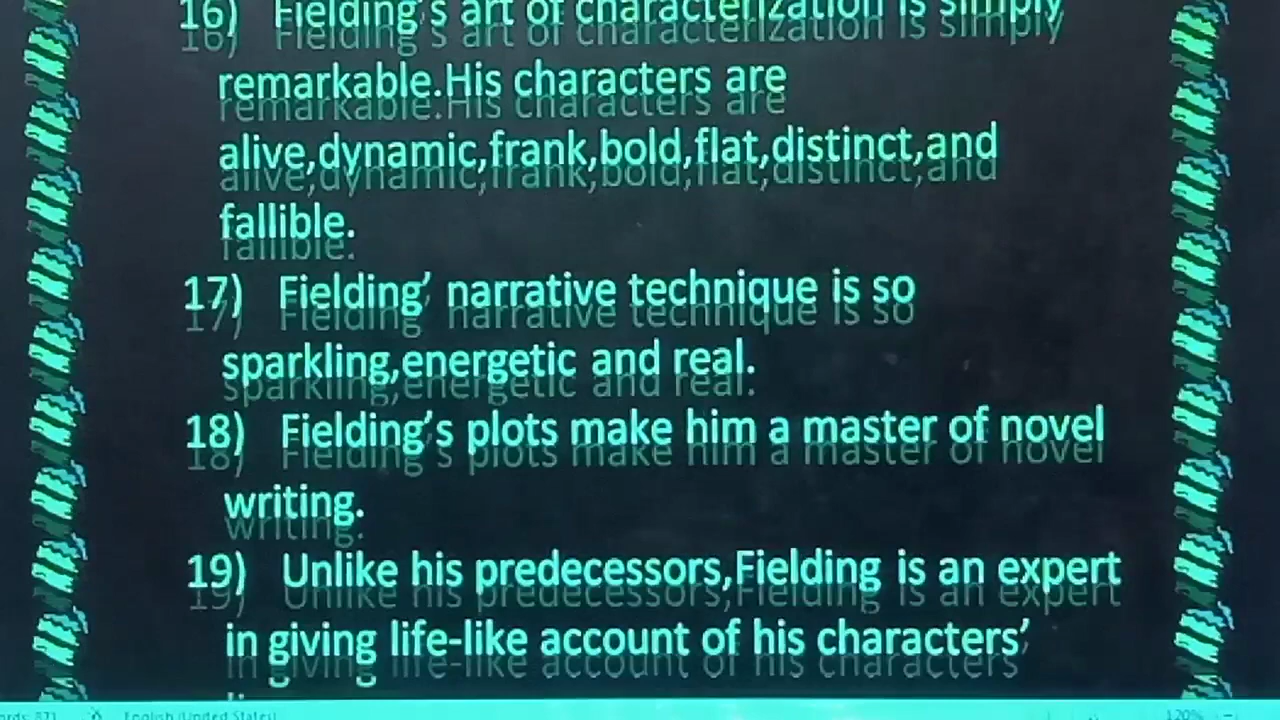 16) Fielding's art of characterization is simply
remarkable.His characters are
alive,dynamic,frank,bold,flat,distinct,and
fallible.
17) Fielding’ narrative technique is so
sparkling,energetic and real.
18) Fielding’s plots make him a master of novel
writing.
19) Unlike his predecessors,Fielding is an expert
in giving life-like account of his characters’
English (United States) 120%